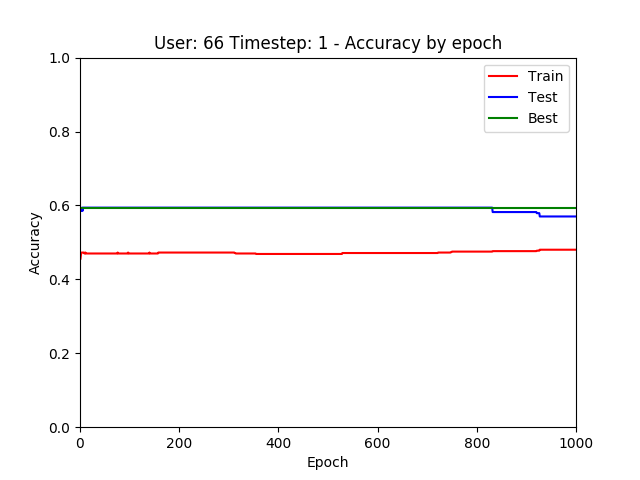 User: 66 Timestep: 1 - Accuracy by epoch
1.0
0.8
0.6
0.4
0.2
0.0
Accuracy
Train
Test
Best
0 200 400 600 800 1000
Epoch